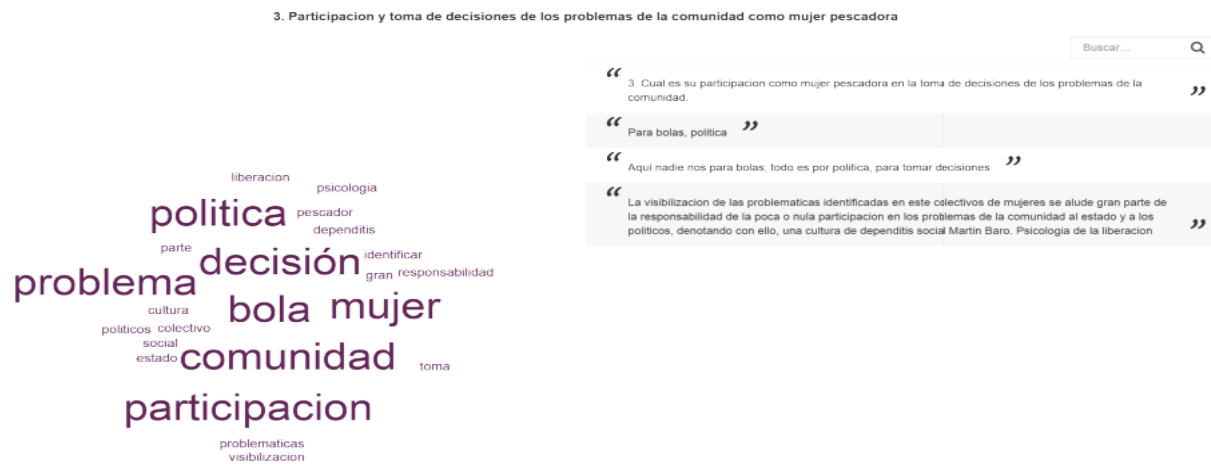 3. Participacion y toma de decisiones de los problemas de la comunidad como mujer pescadora
Buscar...
“ 3. Cual es su participacion como mujer pescadora en la toma de decisiones de los problemas de la
comunidad. ”
“ Para bolas, politica ”
“ Aquí nadie nos para bolas, todo es por politica, para tomar decisiones ”
“ La visibilizacion de las problematicas identificadas en este colectivos de mujeres se alude gran parte de
la responsabilidad de la poca o nula participacion en los problemas de la comunidad al estado y a los
politicos, denotando con ello, una cultura de dependitis social Martin Baro. Psicologia de la liberacion ”
liberacion
psicologia
politica pescador
dependitis
parte decisión identificar
gran responsabilidad
problema
cultura bola mujer
politicos colectivo
social
estado comunidad toma
participacion
problematicas
visibilizacion